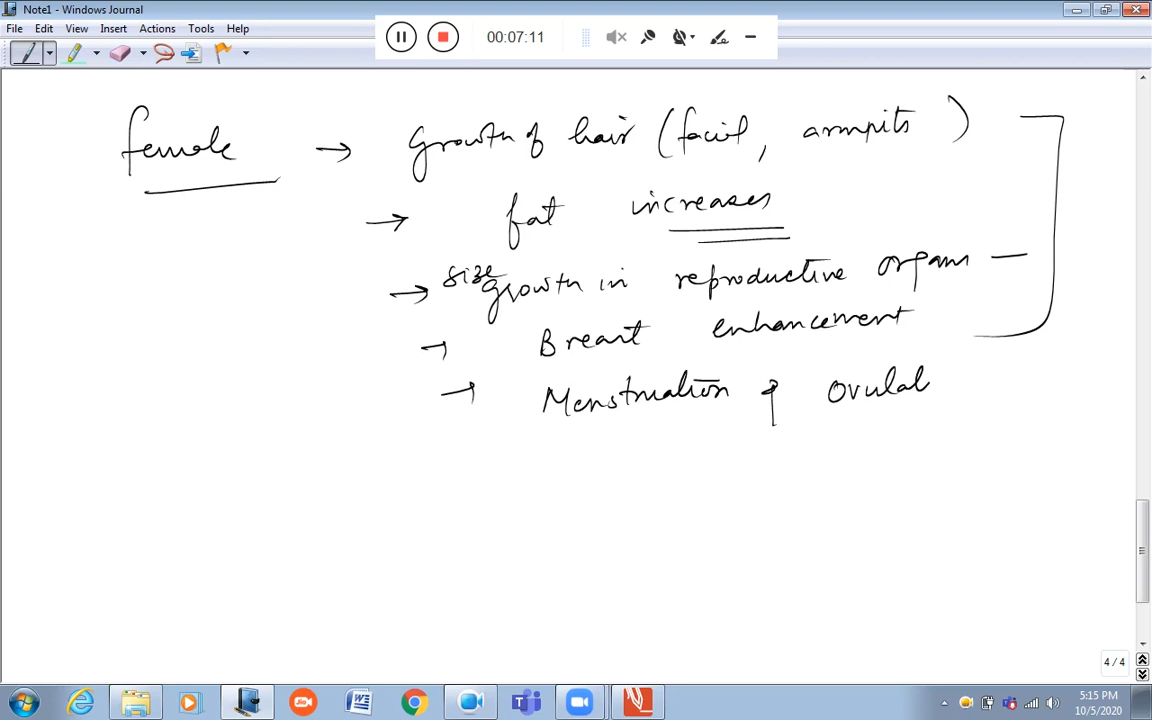 Note1 - Windows Journal
File Edit View Insert Actions Tools Help
00:07:11
female → Growth of hair (facial, armpits)
→ fat increases
→ size growth in reproductive organs —
→ Breast enhancement
→ Menstruation & Ovulat
4 / 4
5:15 PM
10/5/2020